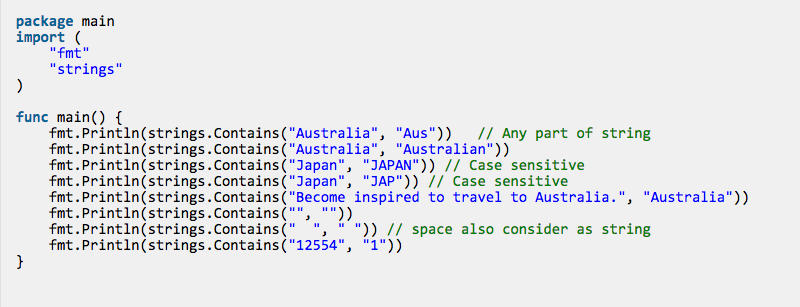 package main
import (
    "fmt"
    "strings"
)

func main() {
    fmt.Println(strings.Contains("Australia", "Aus"))   // Any part of string
    fmt.Println(strings.Contains("Australia", "Australian"))
    fmt.Println(strings.Contains("Japan", "JAPAN")) // Case sensitive
    fmt.Println(strings.Contains("Japan", "JAP")) // Case sensitive
    fmt.Println(strings.Contains("Become inspired to travel to Australia.", "Australia"))
    fmt.Println(strings.Contains("", ""))
    fmt.Println(strings.Contains("  ", " ")) // space also consider as string
    fmt.Println(strings.Contains("12554", "1"))
}